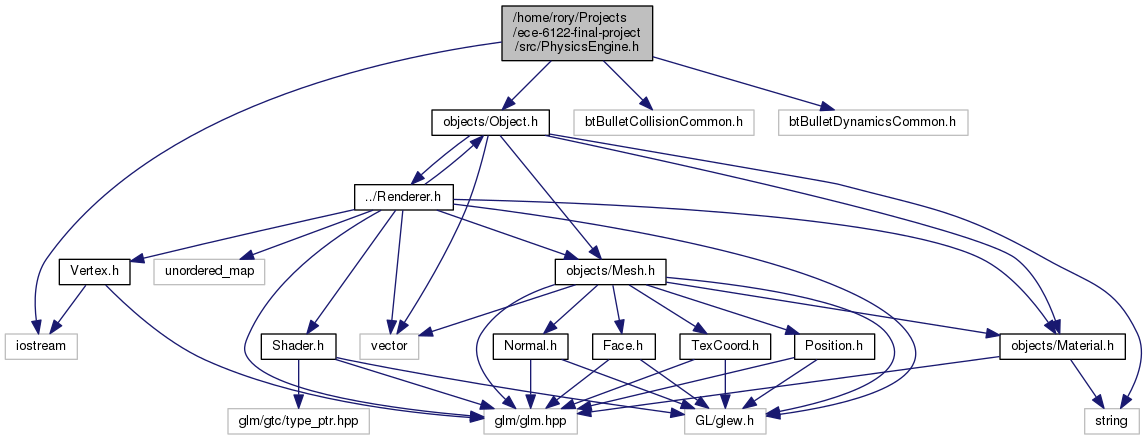 /home/rory/Projects
/ece-6122-final-project
/src/PhysicsEngine.h
objects/Object.h
btBulletCollisionCommon.h
btBulletDynamicsCommon.h
../Renderer.h
Vertex.h
unordered_map
objects/Mesh.h
iostream
Shader.h
vector
Normal.h
Face.h
TexCoord.h
Position.h
objects/Material.h
glm/gtc/type_ptr.hpp
glm/glm.hpp
GL/glew.h
string